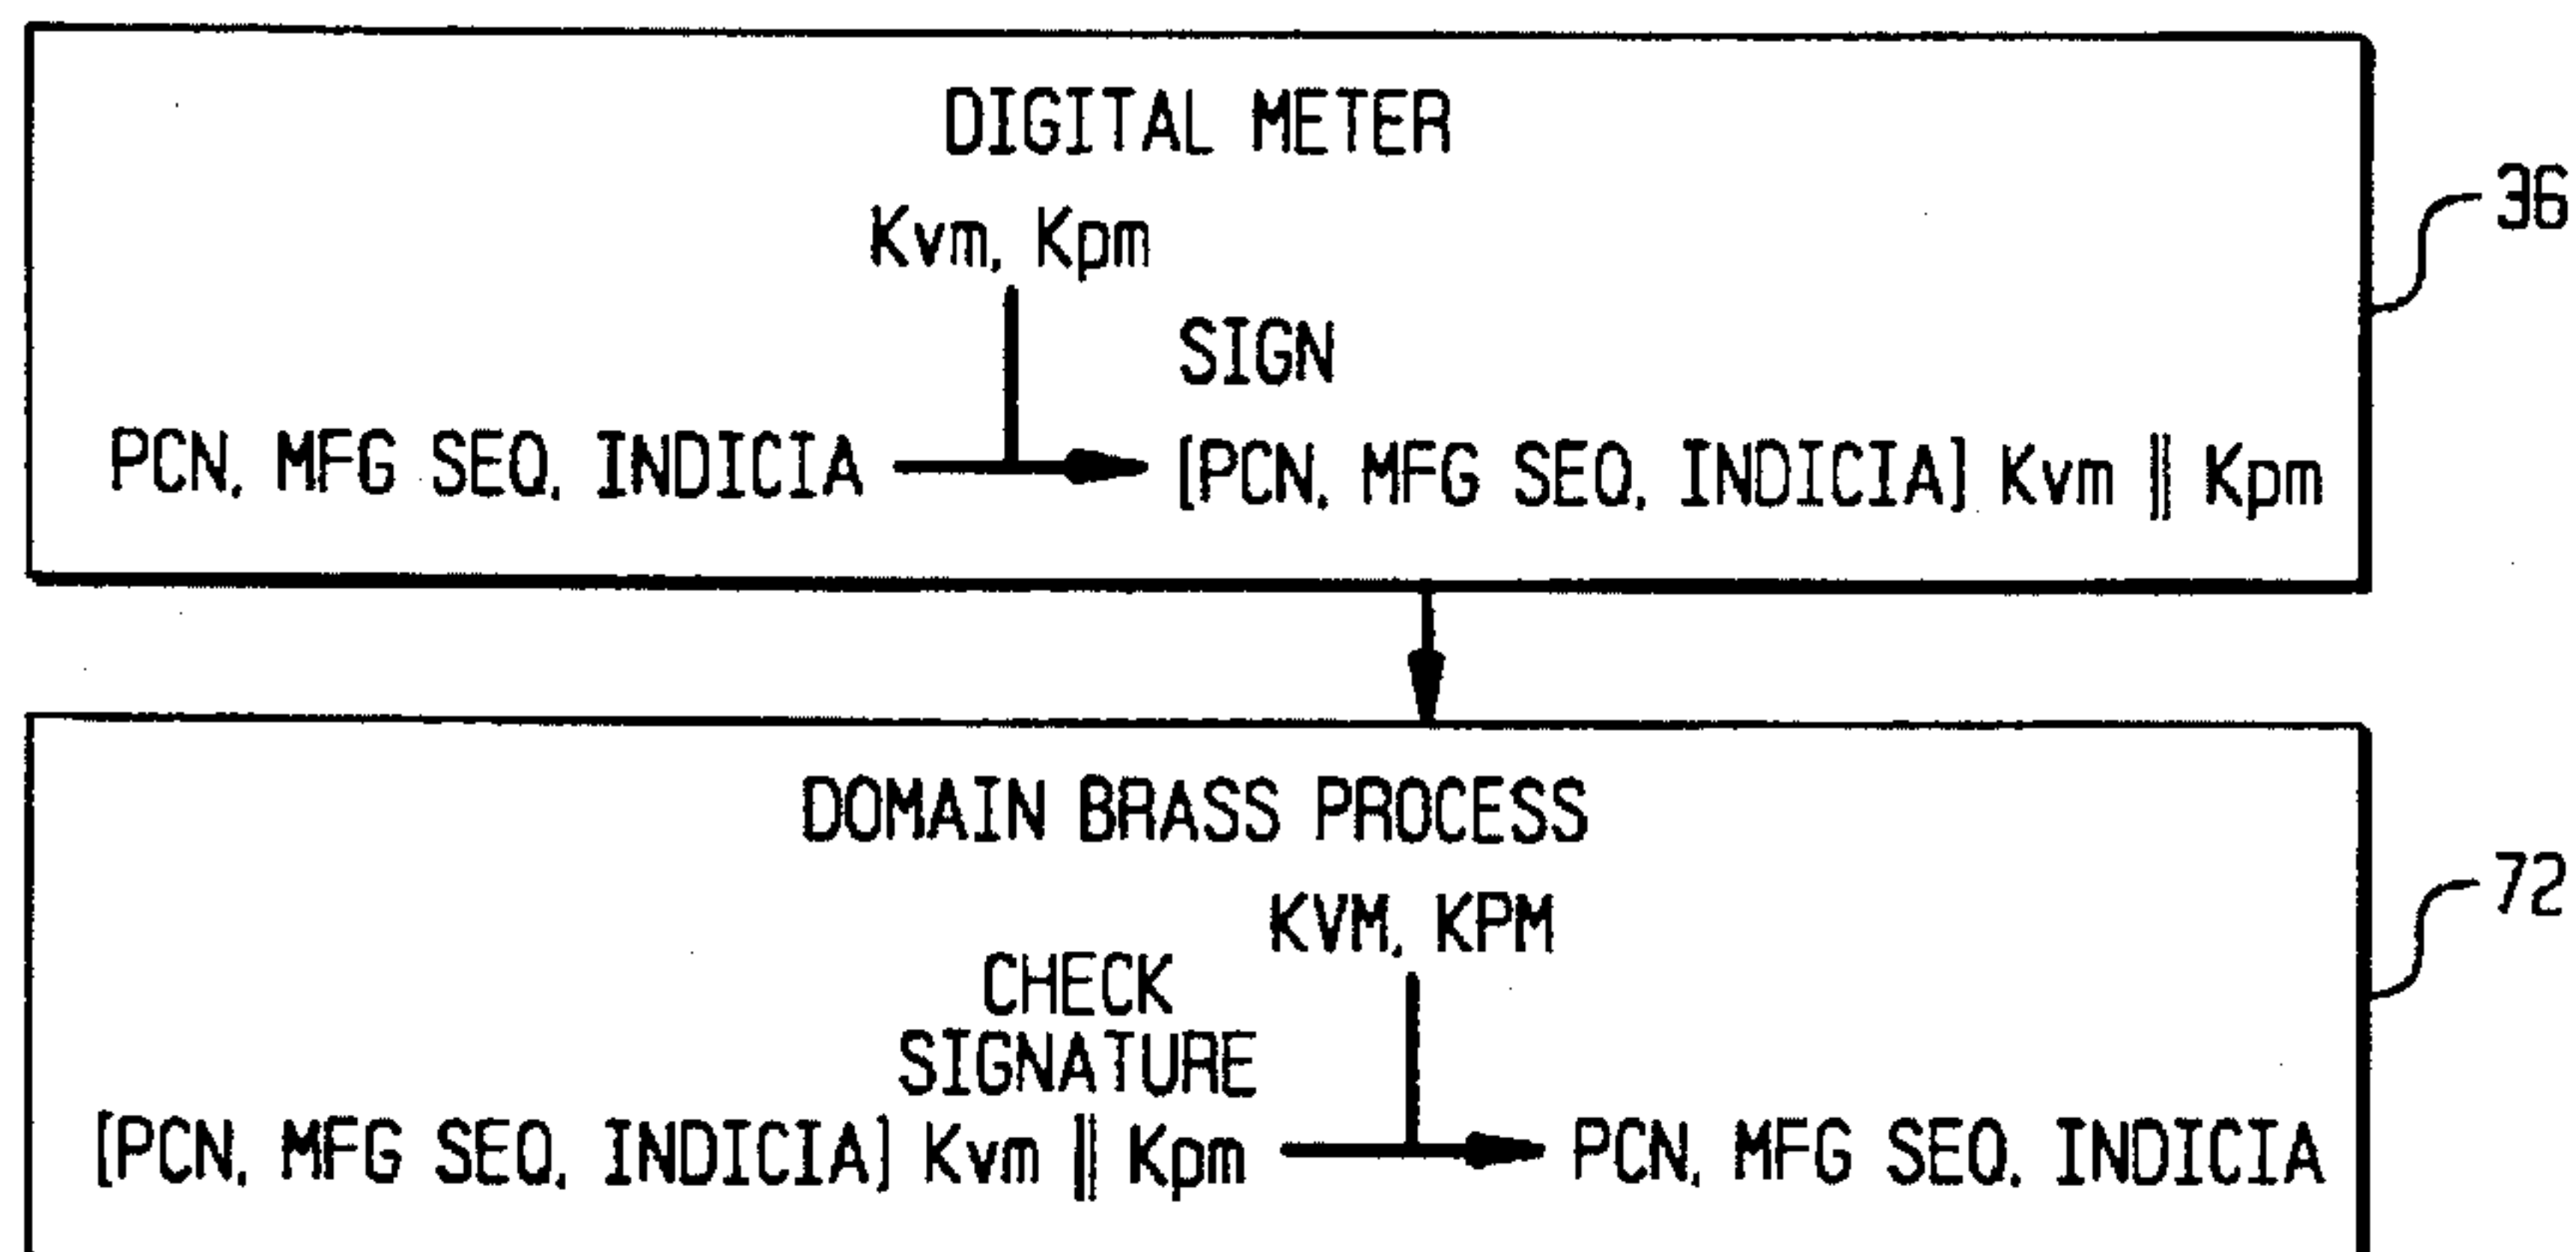 DIGITAL METER
Kvm, Kpm
36
SIGN
PCN, MFG SEQ, INDICIA
[PCN, MFG SEQ, INDICIA] Kvm || Kpm
DOMAIN BRASS PROCESS
72
KVM, KPM
CHECK
SIGNATURE
[PCN, MFG SEQ, INDICIA] Kvm || Kpm
PCN, MFG SEQ, INDICIA